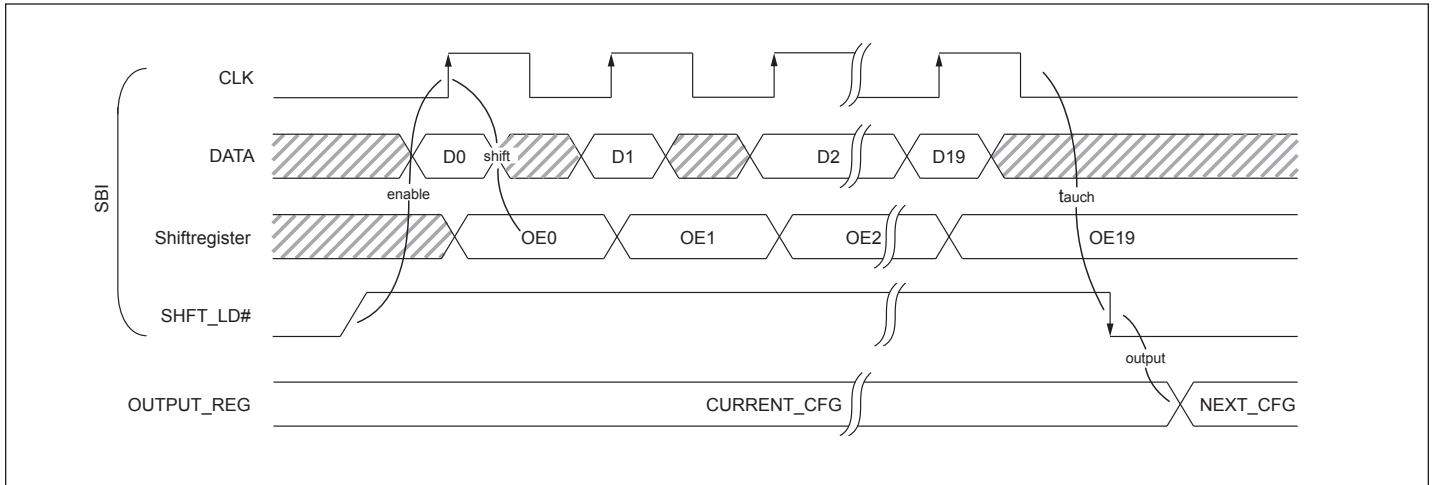 SBI
CLK
DATA D0 shift D1 D2 D19
enable tauch
Shiftregister OE0 OE1 OE2 OE19
SHFT_LD#
output
OUTPUT_REG CURRENT_CFG NEXT_CFG